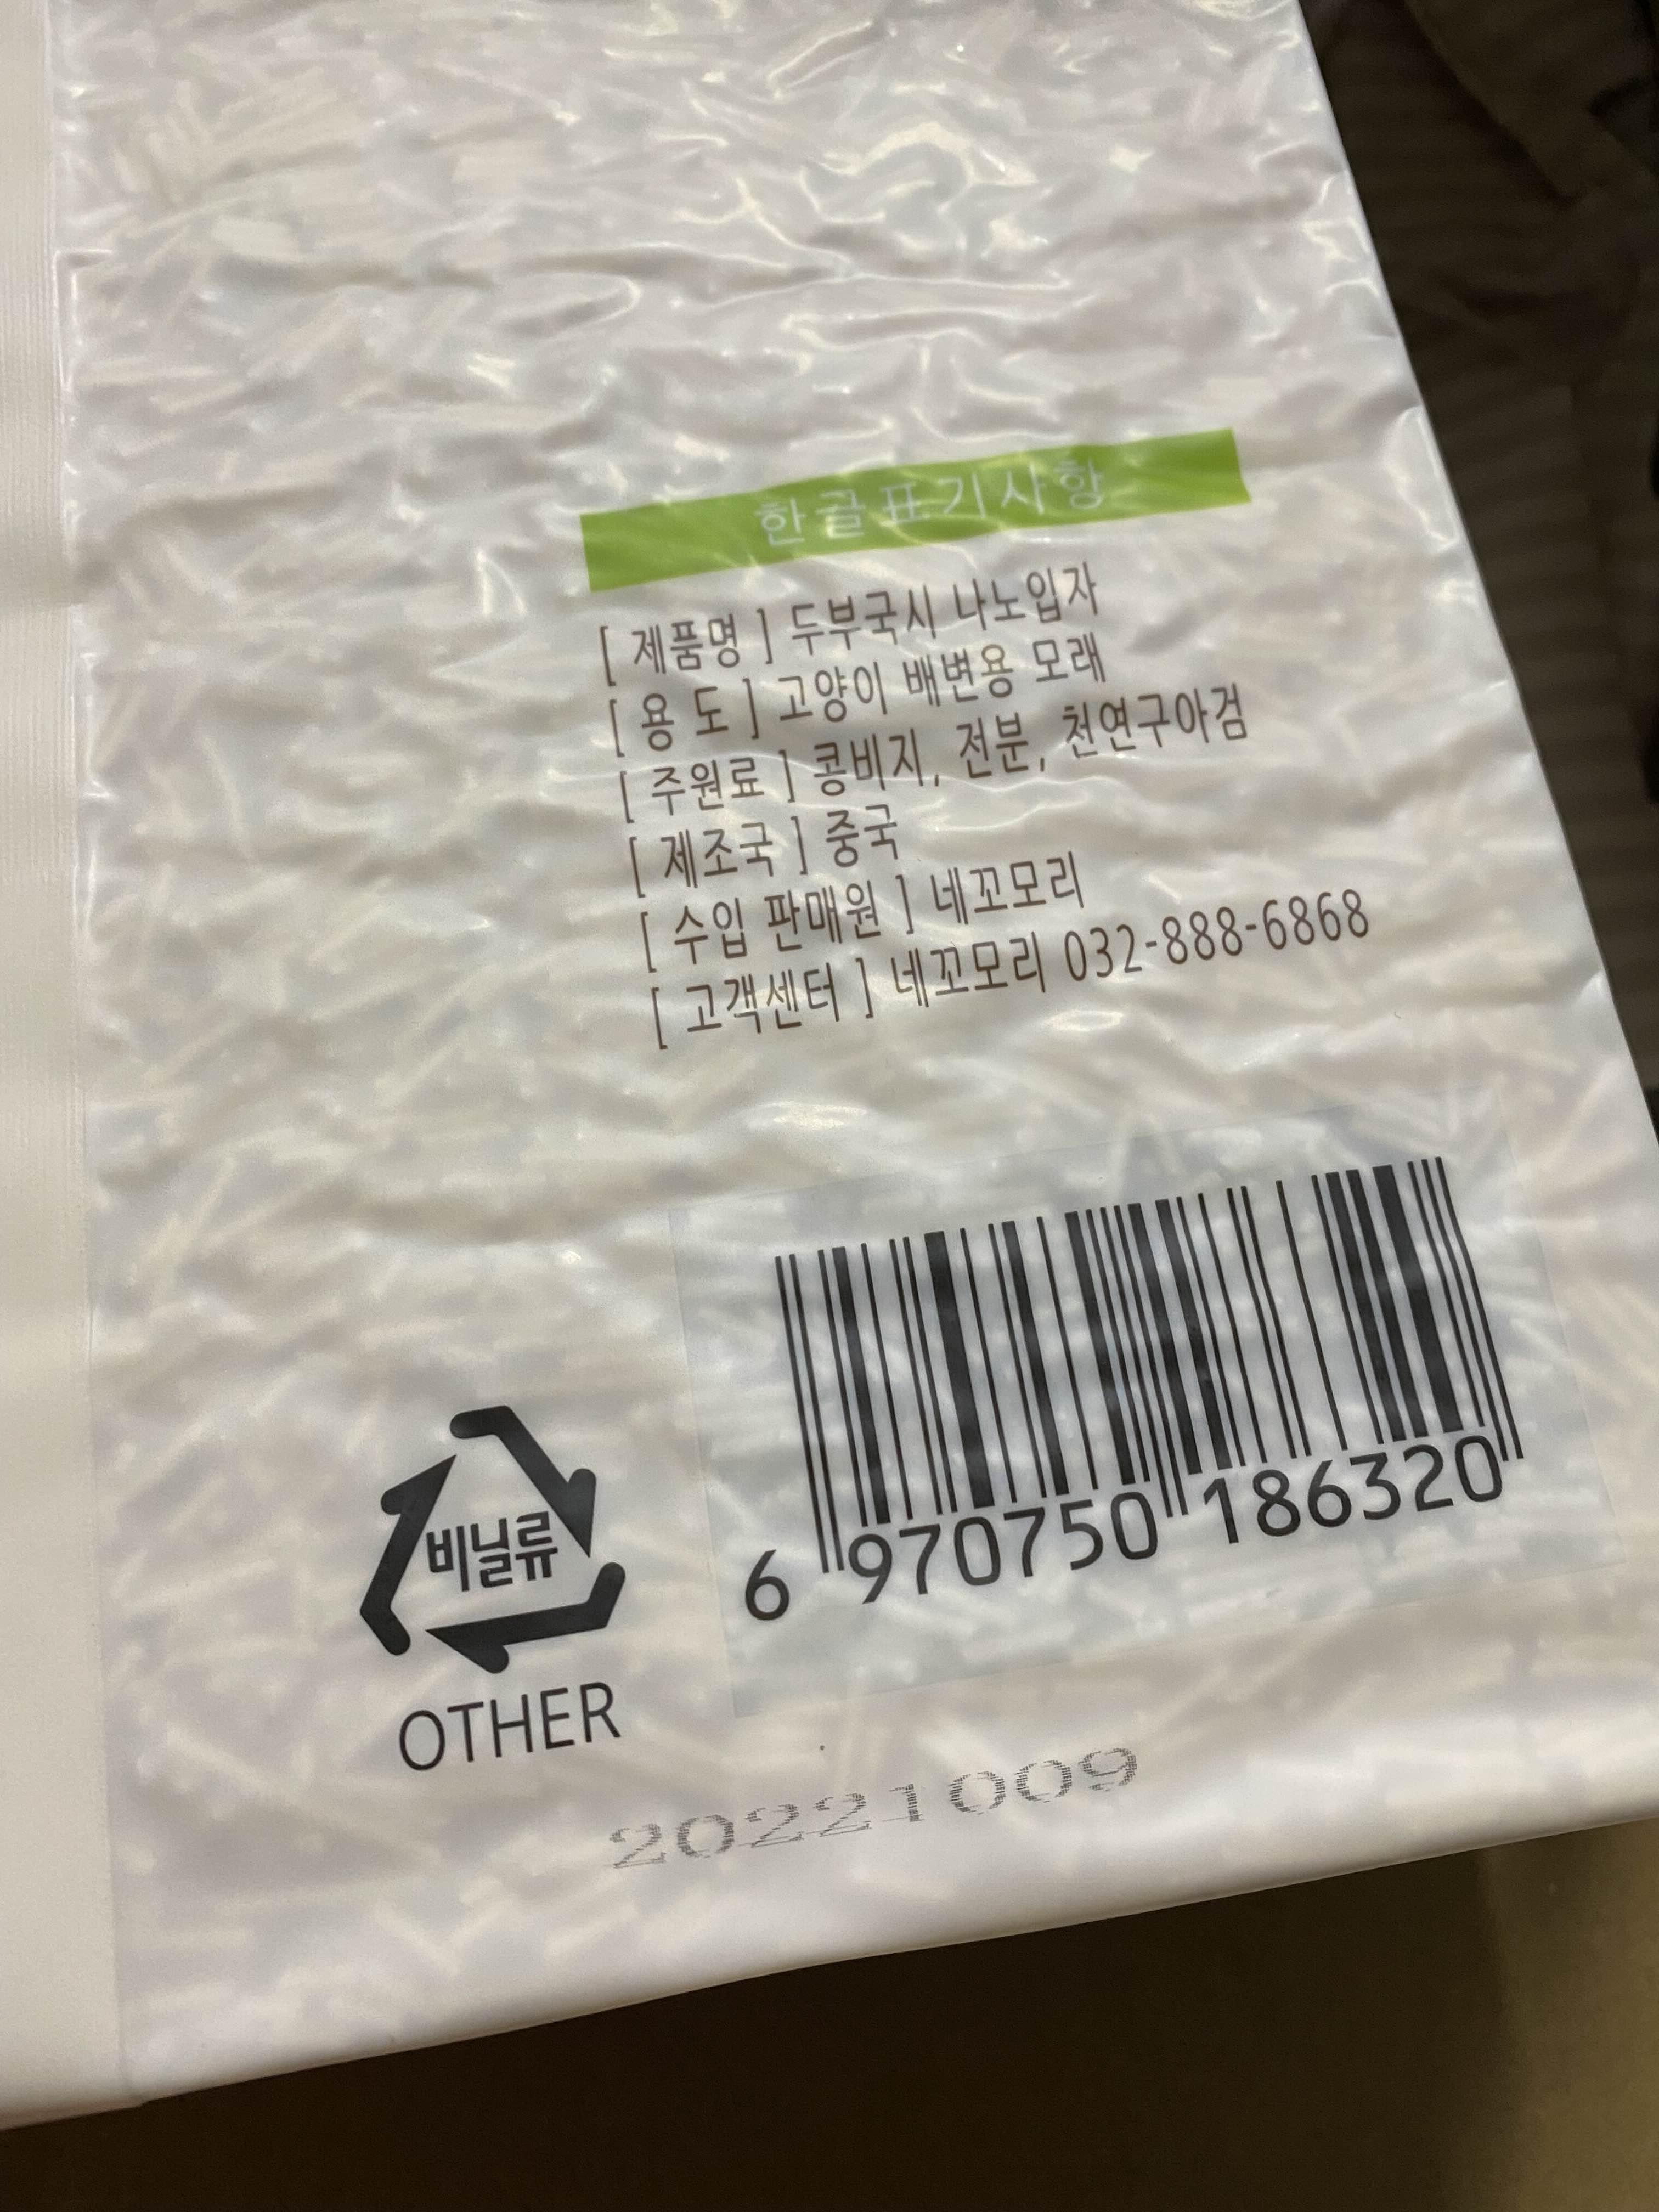 한글표기사항
[ 제품명 ] 두부국시 나노입자
[ 용 도 ] 고양이 배변용 모래
[ 주원료 ] 콩비지, 전분, 천연구아검
[ 제조국 ] 중국
[ 수입 판매원 ] 네꼬모리
[ 고객센터 ] 네꼬모리 032-888-6868
비닐류
OTHER
6 970750 186320
20221009